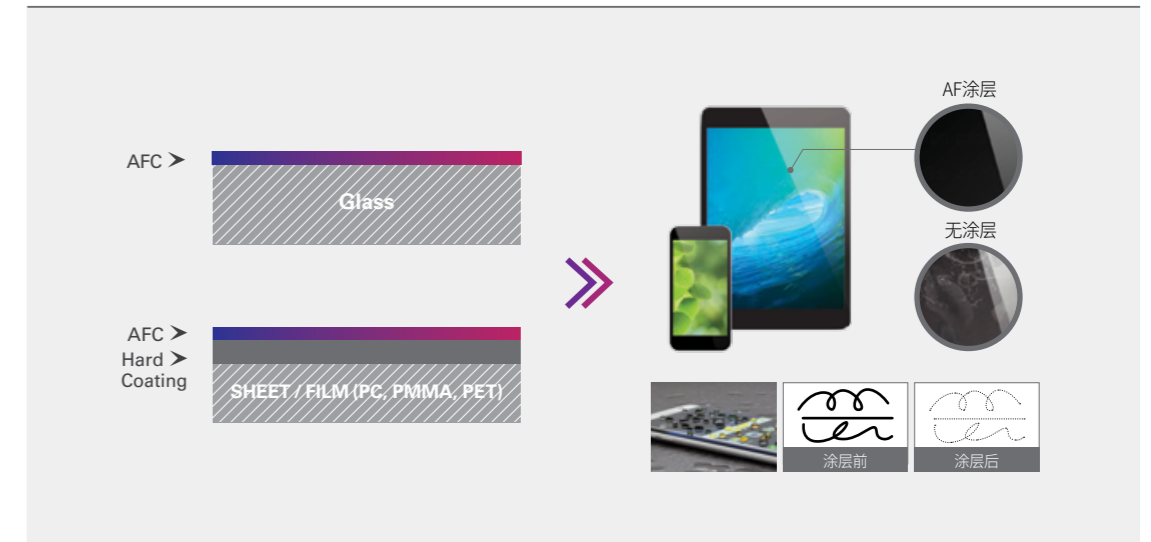 AFC
Glass
AFC
Hard
Coating
SHEET / FILM (PC, PMMA, PET)
AF涂层
无涂层
涂层前
涂层后